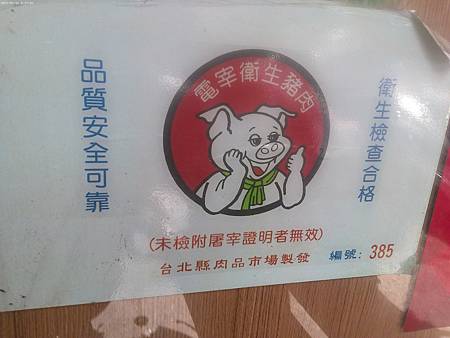 電宰衛生豬肉
品質安全可靠
衛生檢查合格
(未檢附屠宰證明者無效)
台北縣肉品市場製發 編號: 385